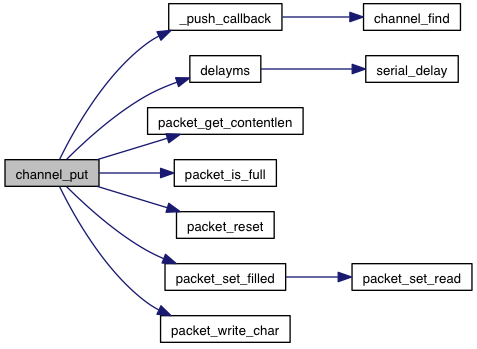 _push_callback
channel_find
delayms
serial_delay
packet_get_contentlen
channel_put
packet_is_full
packet_reset
packet_set_filled
packet_set_read
packet_write_char